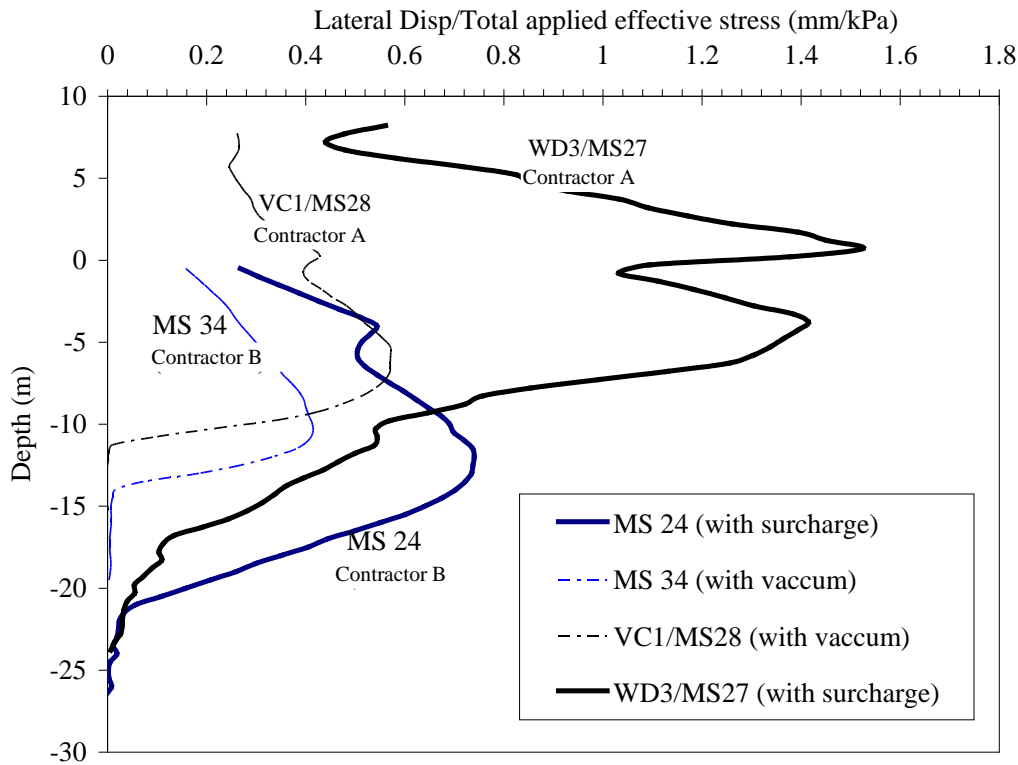 Lateral Disp/Total applied effective stress (mm/kPa)
0 0.2 0.4 0.6 0.8 1 1.2 1.4 1.6 1.8
10
5
0
-5
-10
-15
-20
-25
-30
Depth (m)
WD3/MS27
Contractor A
VC1/MS28
Contractor A
MS 34
Contractor B
MS 24
Contractor B
MS 24 (with surcharge)
MS 34 (with vaccum)
VC1/MS28 (with vaccum)
WD3/MS27 (with surcharge)